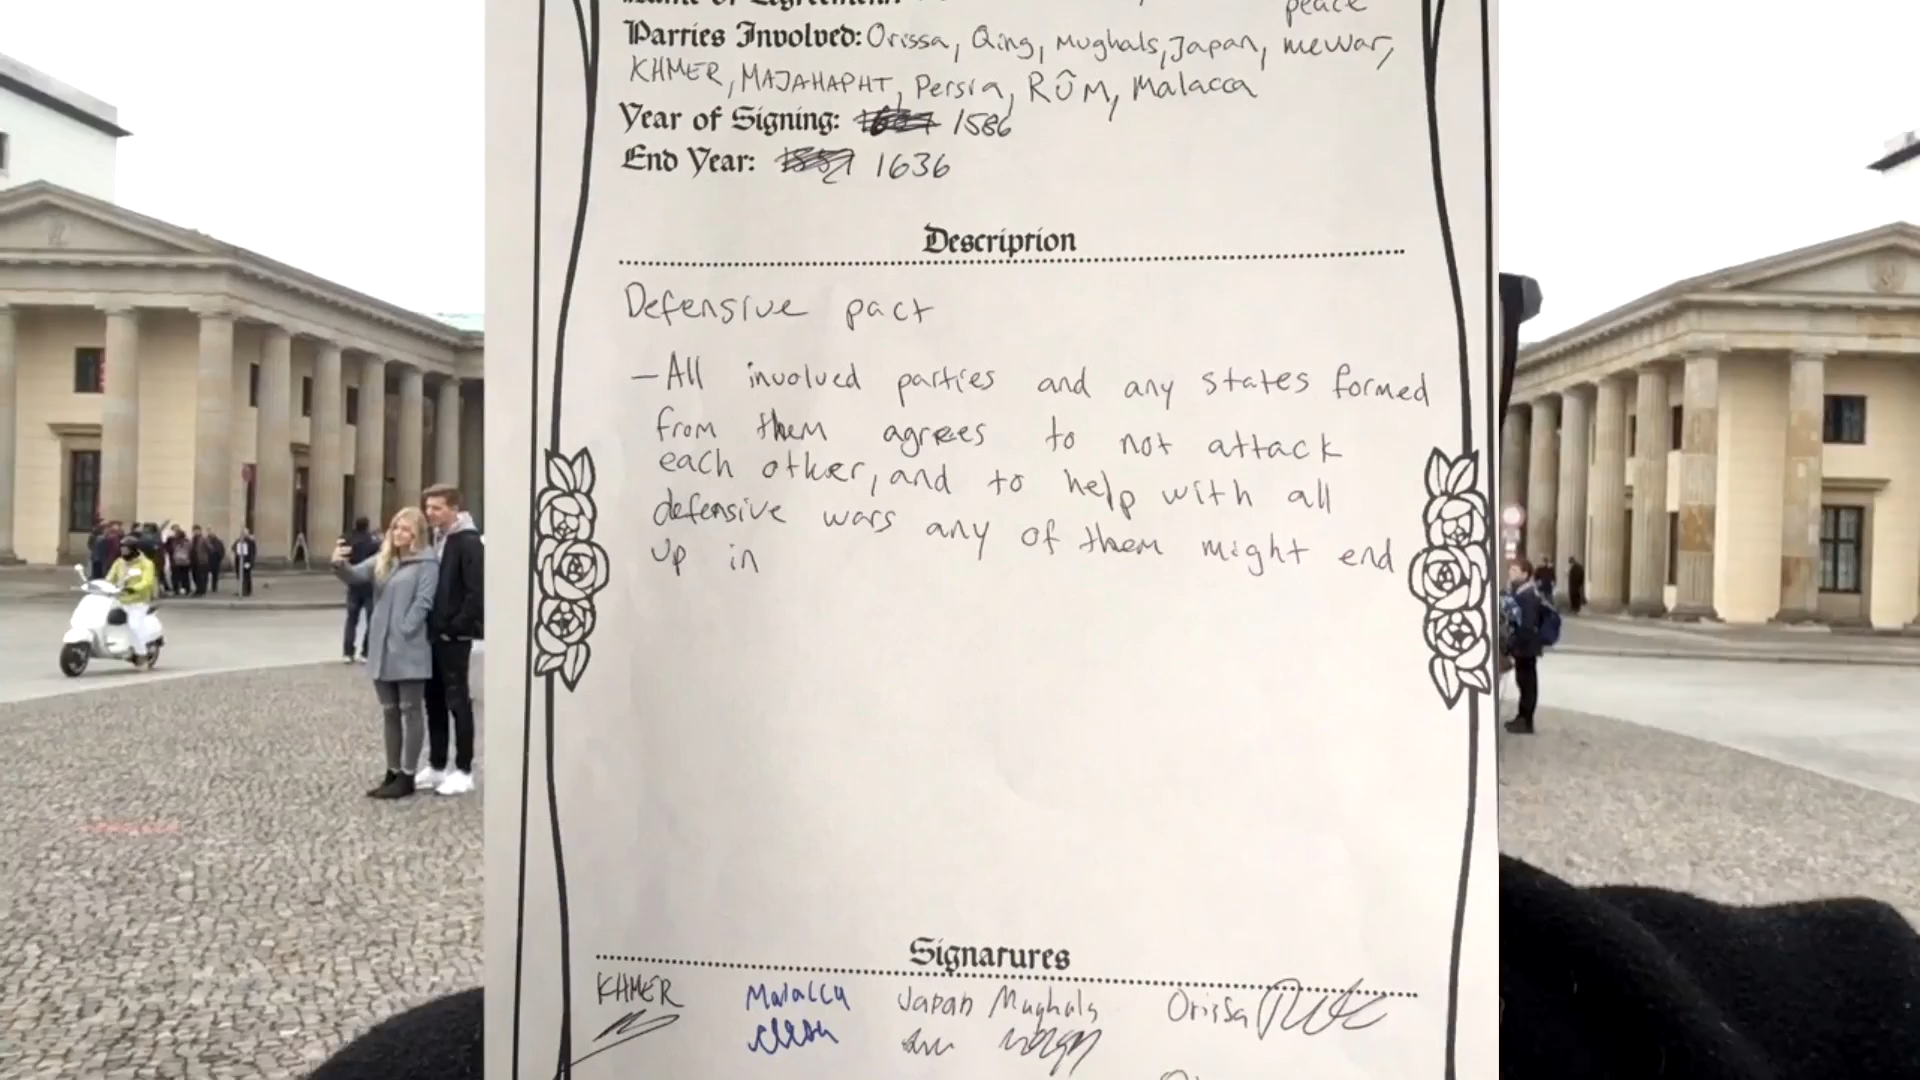 peace
Parties Involved: Orissa, Qing, Mughals, Japan, mewar,
KHMER, MAJAHAPHT, Persia, RÛM, Malacca
Year of Signing: 1586
End Year: 1636
Description
Defensive pact
—All involved parties and any states formed
from them agrees to not attack
each other, and to help with all
defensive wars any of them might end
up in
Signatures
KHMER Malacca Japan Mughals Orissa